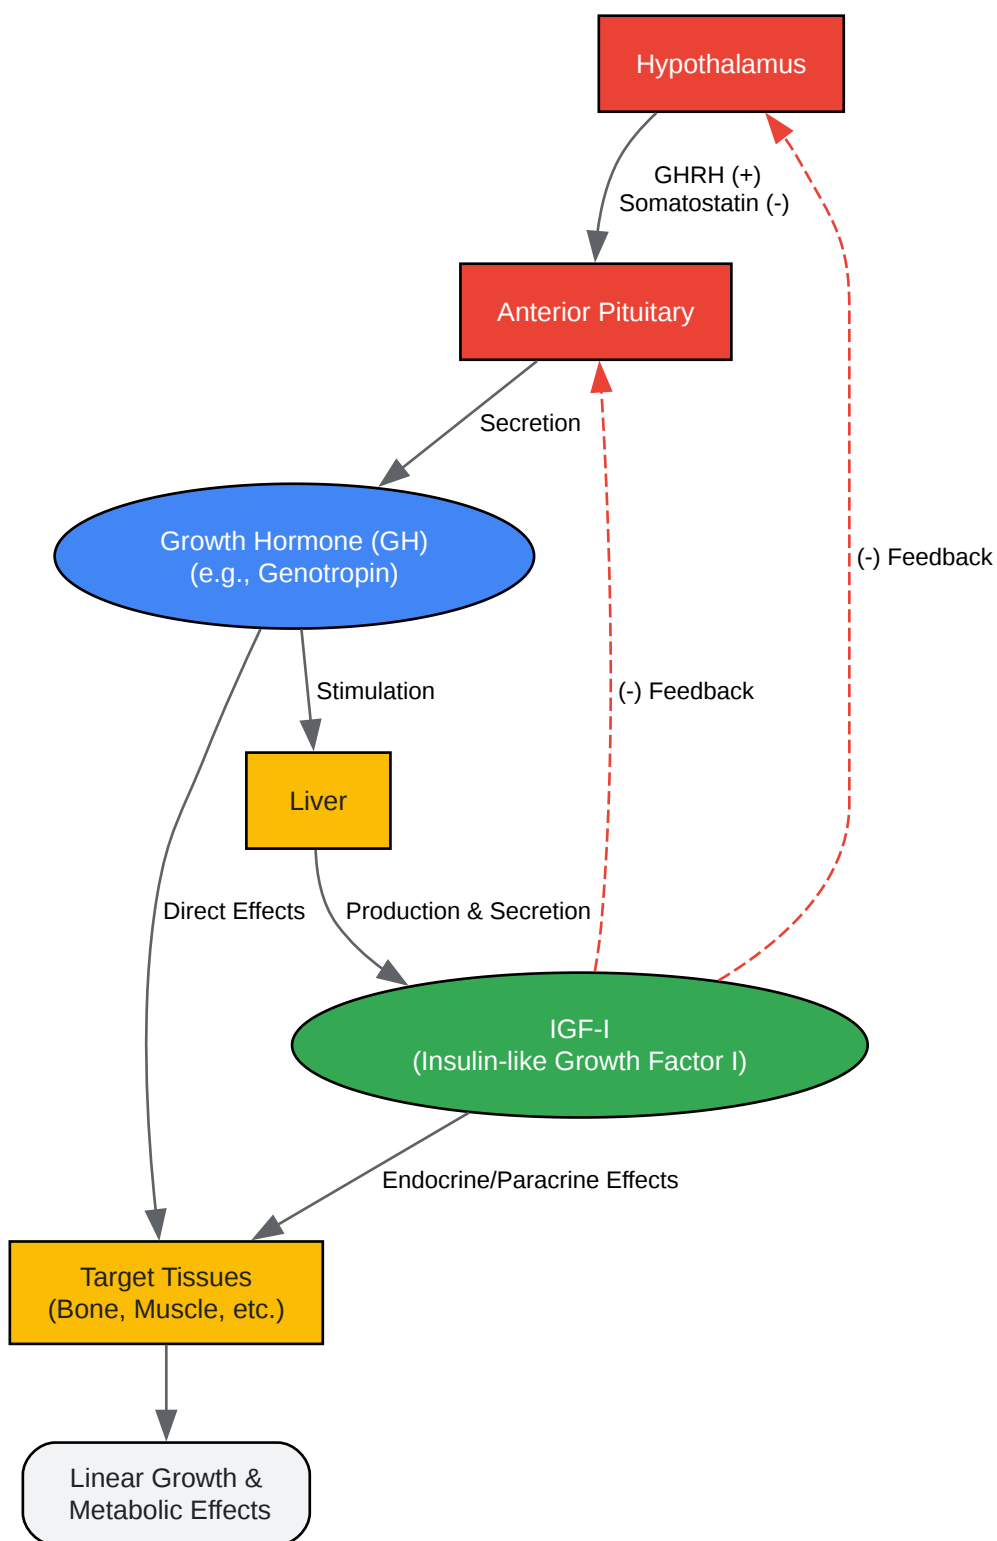 Hypothalamus
GHRH (+)
Somatostatin (-)
Anterior Pituitary
Secretion
Growth Hormone (GH)
(e.g., Genotropin)
(-) Feedback
Stimulation
(-) Feedback
Liver
Direct Effects
Production & Secretion
IGF-I
(Insulin-like Growth Factor I)
Endocrine/Paracrine Effects
Target Tissues
(Bone, Muscle, etc.)
Linear Growth &
Metabolic Effects